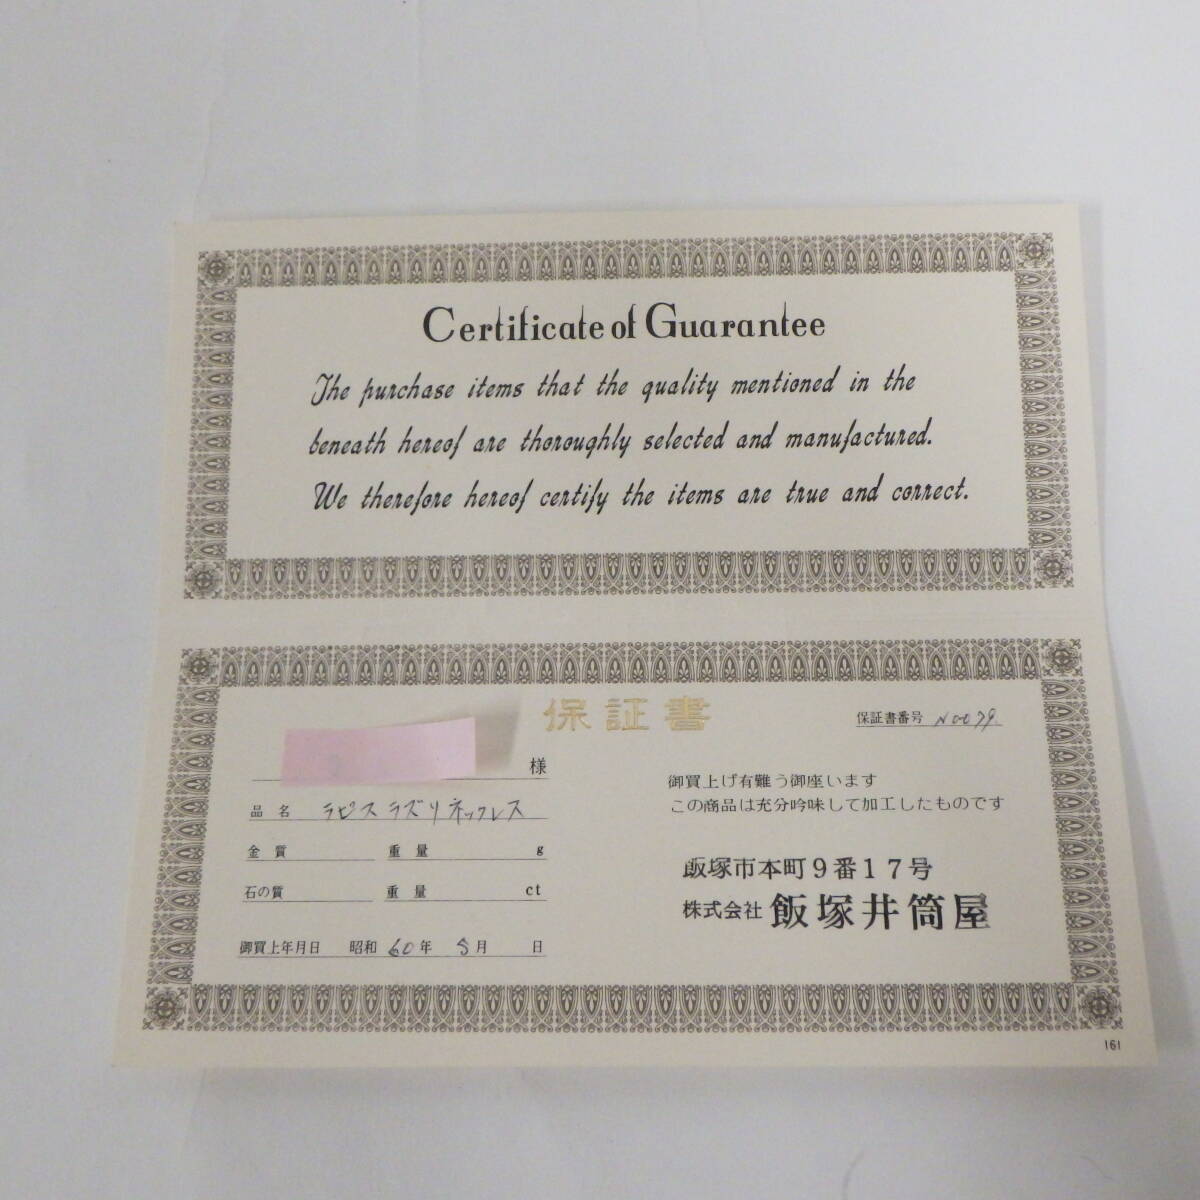 Certificate of Guarantee
The purchase items that the quality mentioned in the
beneath hereof are thoroughly selected and manufactured.
We therefore hereof certify the items are true and correct.
保証書
保証書番号 No079.
様
品名 ラピスラズリネックレス
金質 重量 g
石の質 重量 ct
御買上年月日 昭和60年 8月 日
御買上げ有難う御座います
この商品は充分吟味して加工したものです
飯塚市本町9番17号
株式会社 飯塚井筒屋
161